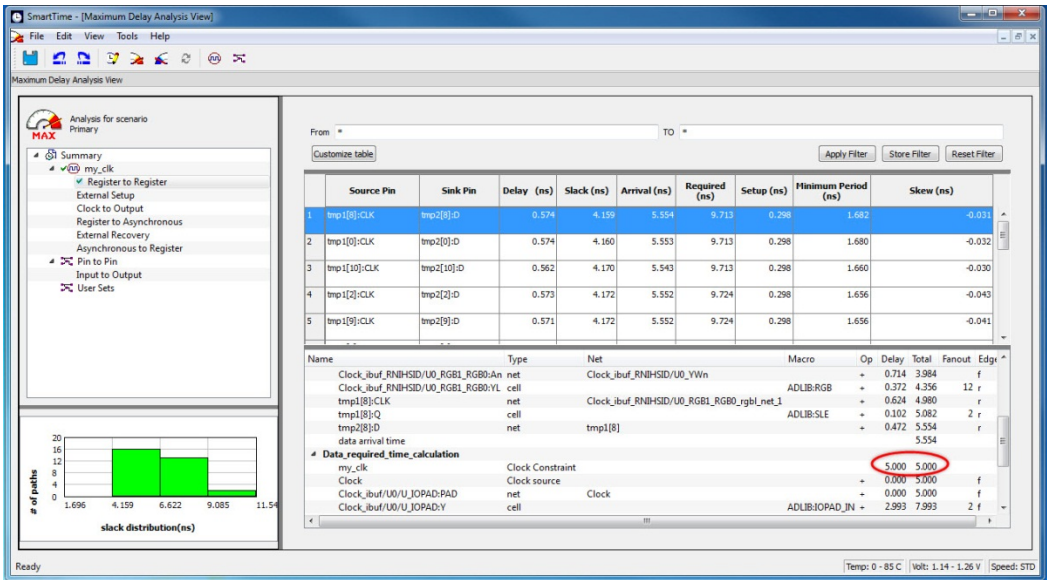 SmartTime - [Maximum Delay Analysis View]
File Edit View Tools Help
Maximum Delay Analysis View
Analysis for scenario
Primary
MAX
Summary
my_clk
Register to Register
External Setup
Clock to Output
Register to Asynchronous
External Recovery
Asynchronous to Register
Pin to Pin
Input to Output
User Sets
From * TO *
Customize table Apply Filter Store Filter Reset Filter
Source Pin Sink Pin Delay (ns) Slack (ns) Arrival (ns) Required (ns) Setup (ns) Minimum Period (ns) Skew (ns)
1 tmp1[8]:CLK tmp2[8]:D 0.574 4.159 5.554 9.713 0.298 1.682 -0.031
2 tmp1[0]:CLK tmp2[0]:D 0.574 4.160 5.553 9.713 0.298 1.680 -0.032
3 tmp1[10]:CLK tmp2[10]:D 0.562 4.170 5.543 9.713 0.298 1.660 -0.030
4 tmp1[2]:CLK tmp2[2]:D 0.573 4.172 5.552 9.724 0.298 1.656 -0.043
5 tmp1[9]:CLK tmp2[9]:D 0.571 4.172 5.552 9.724 0.298 1.656 -0.041
Name Type Net Macro Op Delay Total Fanout Edge
Clock_ibuf_RNIHSID/U0_RGB1_RGB0:An net Clock_ibuf_RNIHSID/U0_YWn + 0.714 3.984 f
Clock_ibuf_RNIHSID/U0_RGB1_RGB0:YL cell ADLIB:RGB + 0.372 4.356 12 r
tmp1[8]:CLK net Clock_ibuf_RNIHSID/U0_RGB1_RGB0_rgbl_net_1 + 0.624 4.980 r
tmp1[8]:Q cell ADLIB:SLE + 0.102 5.082 2 r
tmp2[8]:D net tmp1[8] + 0.472 5.554 r
data arrival time 5.554
Data_required_time_calculation
my_clk Clock Constraint 5.000 5.000
Clock Clock source + 0.000 5.000 f
Clock_ibuf/U0/U_IOPAD:PAD net Clock + 0.000 5.000 f
Clock_ibuf/U0/U_IOPAD:Y cell ADLIB:IOPAD_IN + 2.993 7.993 2 f
# of paths
20
16
12
8
4
0
1.696 4.159 6.622 9.085 11.54
slack distribution(ns)
Ready Temp: 0 - 85 C Volt: 1.14 - 1.26 V Speed: STD